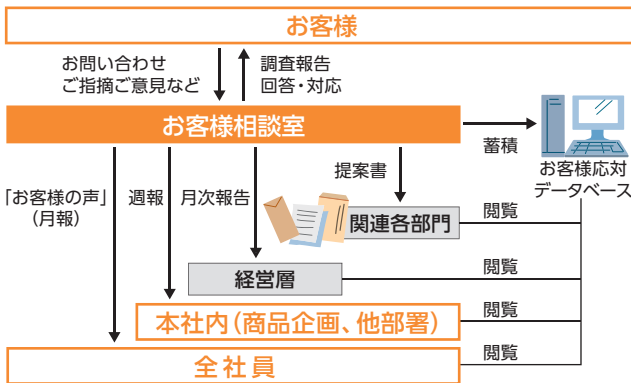 お客様
お問い合わせ
ご指摘ご意見など
調査報告
回答・対応
お客様相談室
蓄積
お客様応対
データベース
「お客様の声」
(月報)
週報
月次報告
提案書
関連各部門
閲覧
経営層
閲覧
本社内(商品企画、他部署)
閲覧
全社員
閲覧